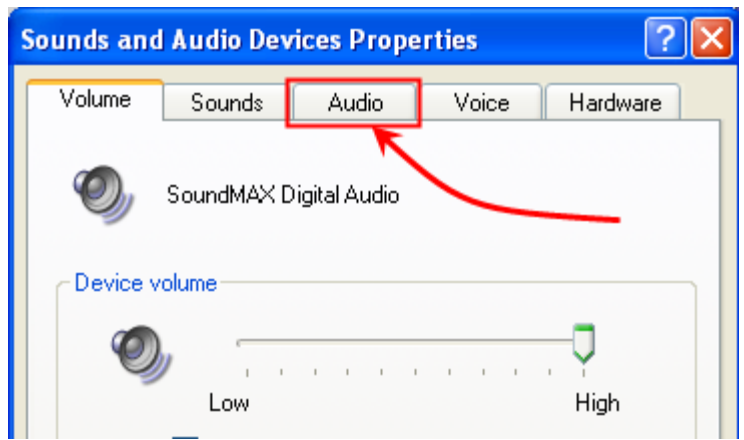 Sounds and Audio Devices Properties
Volume Sounds Audio Voice Hardware
SoundMAX Digital Audio
Device volume
Low High